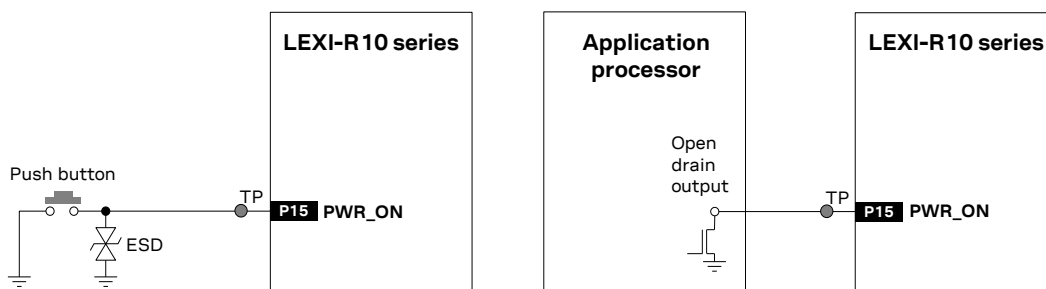 LEXI-R10 series
Push button
TP
P15 PWR_ON
ESD
Application
processor
Open
drain
output
LEXI-R10 series
TP
P15 PWR_ON